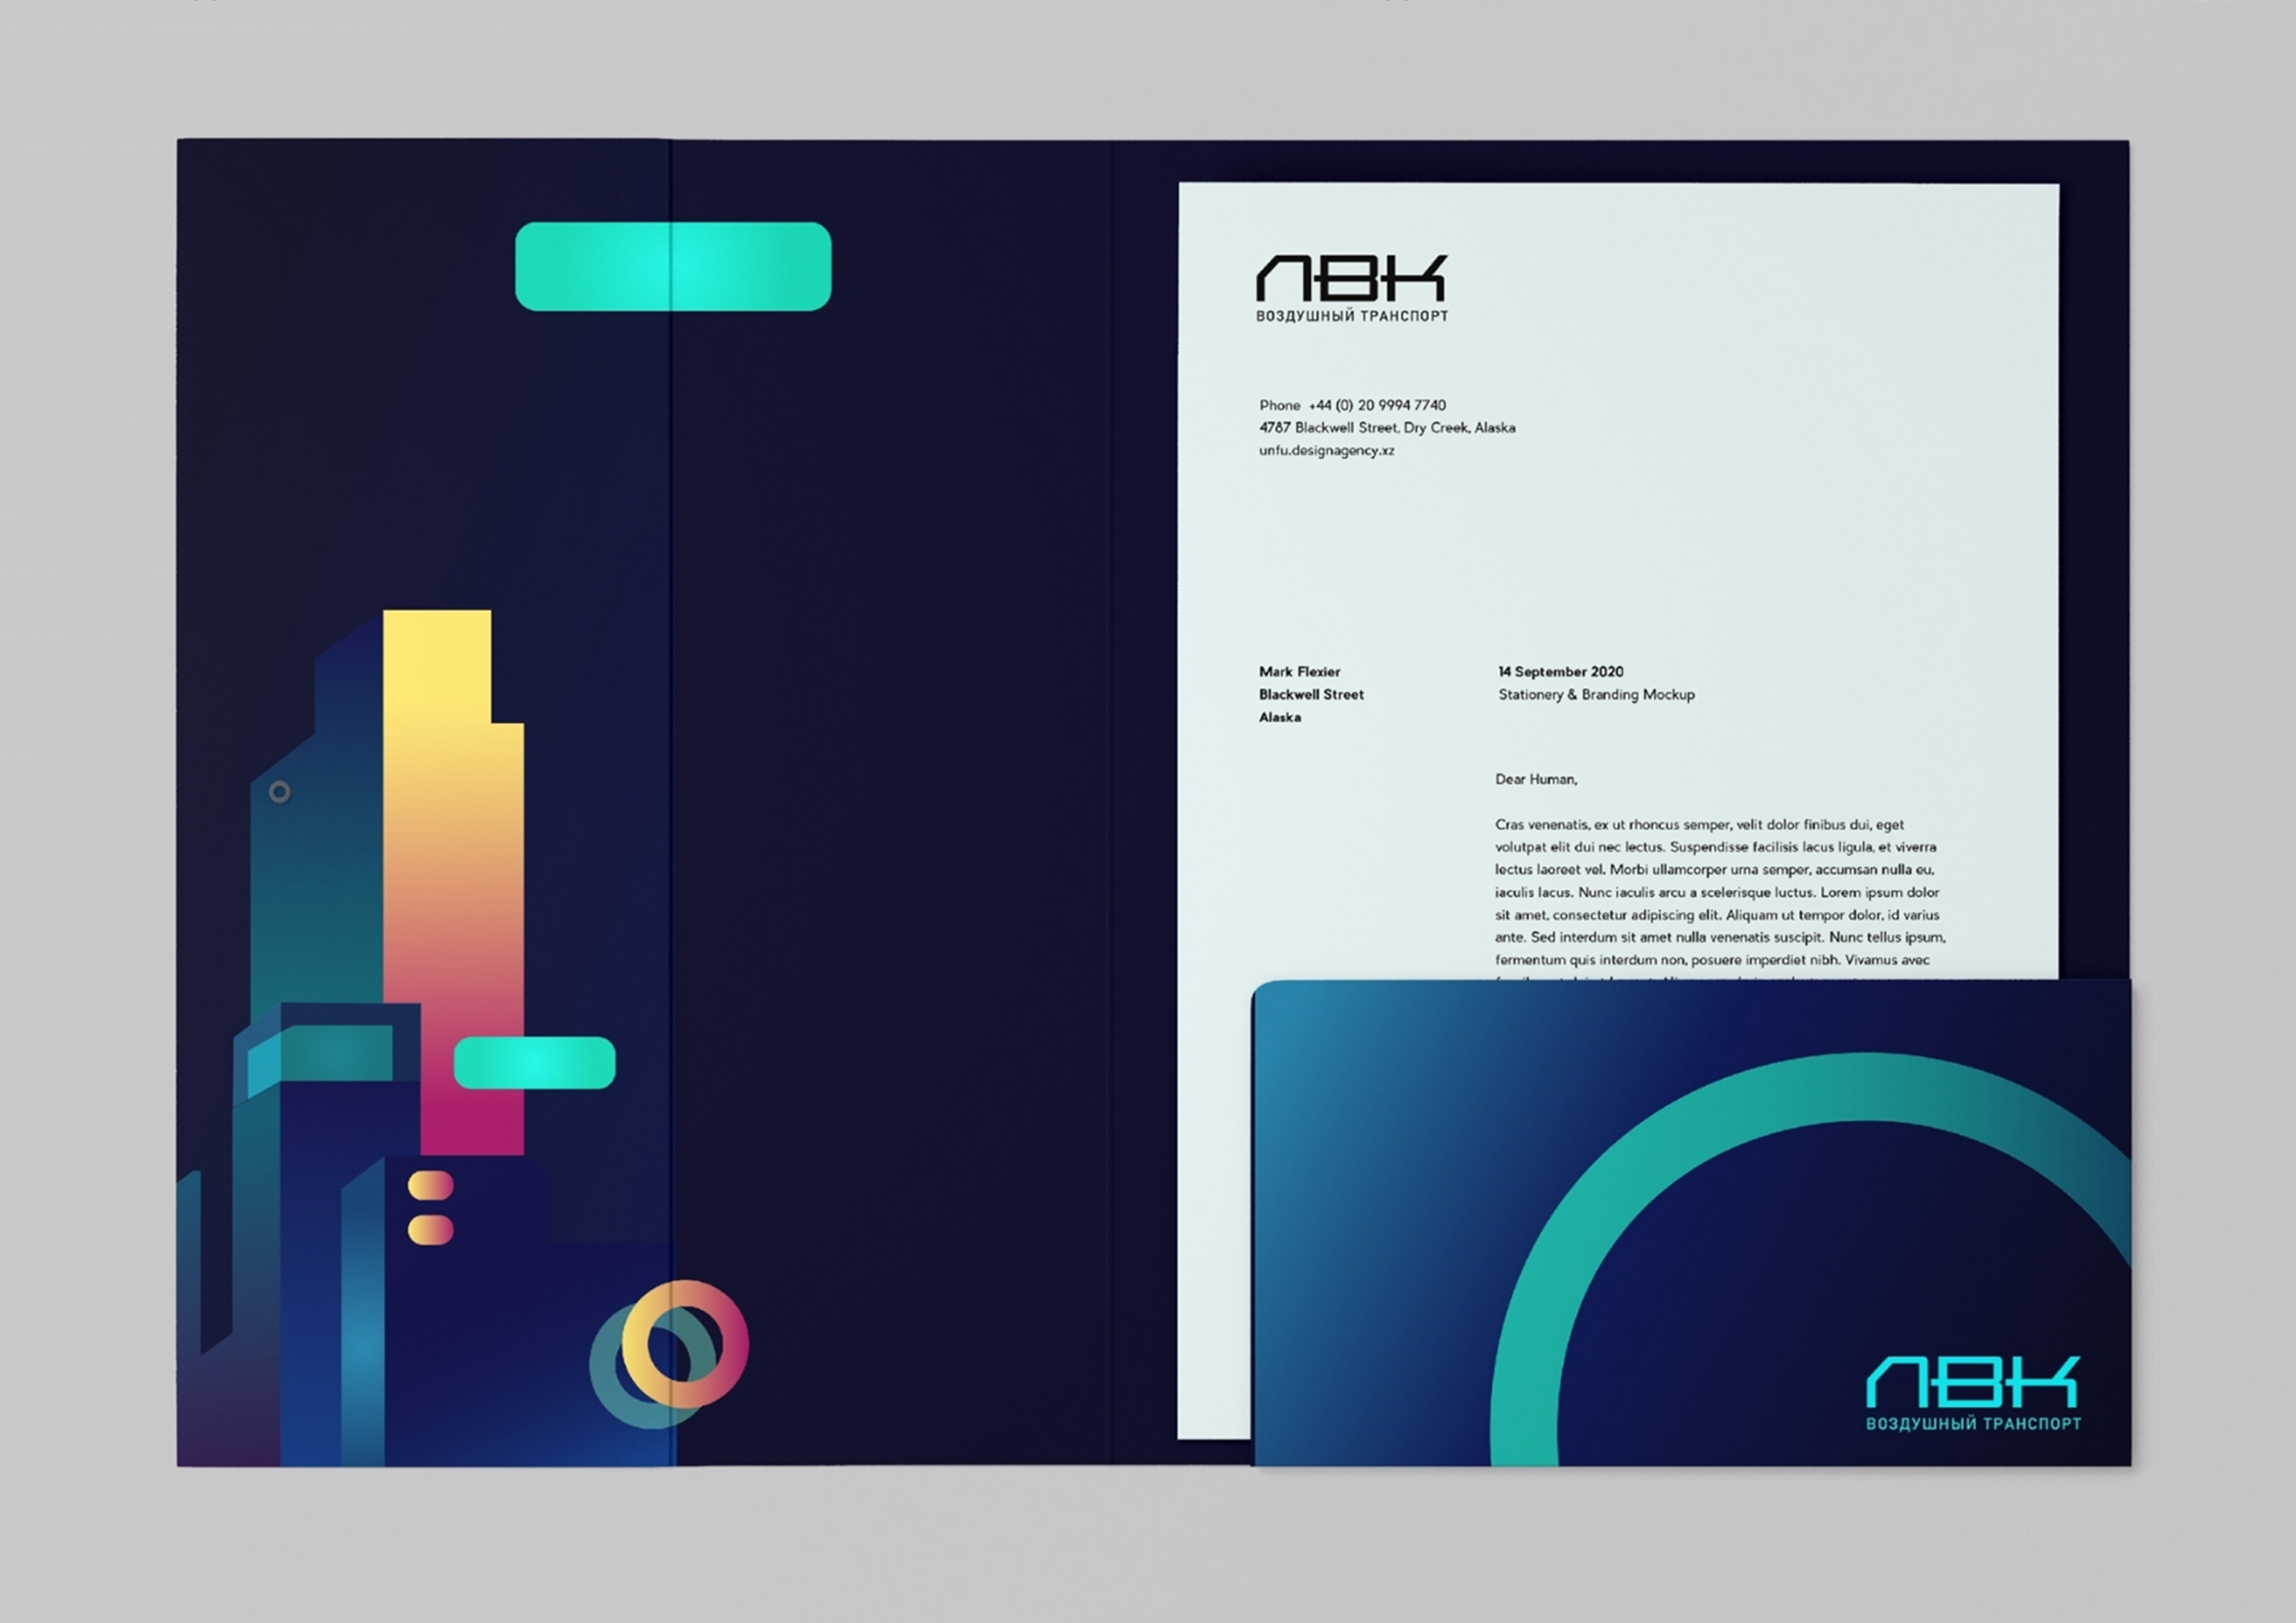 ЛВК
ВОЗДУШНЫЙ ТРАНСПОРТ
Phone +44 (0) 20 9994 7740
4787 Blackwell Street, Dry Creek, Alaska
unfu.designagency.xz
Mark Flexier
Blackwell Street
Alaska
14 September 2020
Stationery & Branding Mockup
Dear Human,
Cras venenatis, ex ut rhoncus semper, velit dolor finibus dui, eget
volutpat elit dui nec lectus. Suspendisse facilisis lacus ligula, et viverra
lectus laoreet vel. Morbi ullamcorper urna semper, accumsan nulla eu,
iaculis lacus. Nunc iaculis arcu a scelerisque luctus. Lorem ipsum dolor
sit amet, consectetur adipiscing elit. Aliquam ut tempor dolor, id varius
ante. Sed interdum sit amet nulla venenatis suscipit. Nunc tellus ipsum,
fermentum quis interdum non, posuere imperdiet nibh. Vivamus avec
ЛВК
ВОЗДУШНЫЙ ТРАНСПОРТ